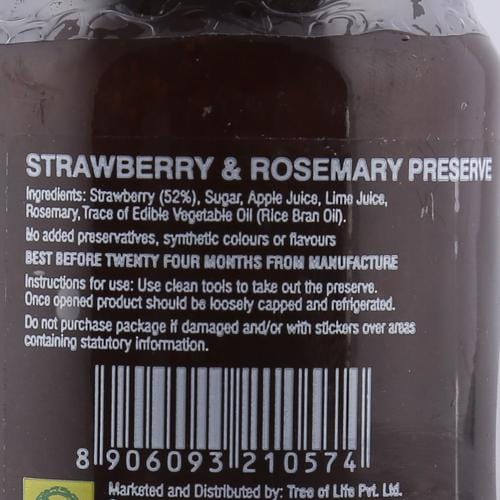 STRAWBERRY & ROSEMARY PRESERVE
Ingredients: Strawberry (52%), Sugar, Apple Juice, Lime Juice,
Rosemary, Trace of Edible Vegetable Oil (Rice Bran Oil).
No added preservatives, synthetic colours or flavours
BEST BEFORE TWENTY FOUR MONTHS FROM MANUFACTURE
Instructions for use: Use clean tools to take out the preserve.
Once opened product should be loosely capped and refrigerated.
Do not purchase package if damaged and/or with stickers over areas
containing statutory information.
8 906093 210574
Marketed and Distributed by: Tree of Life Pvt. Ltd.